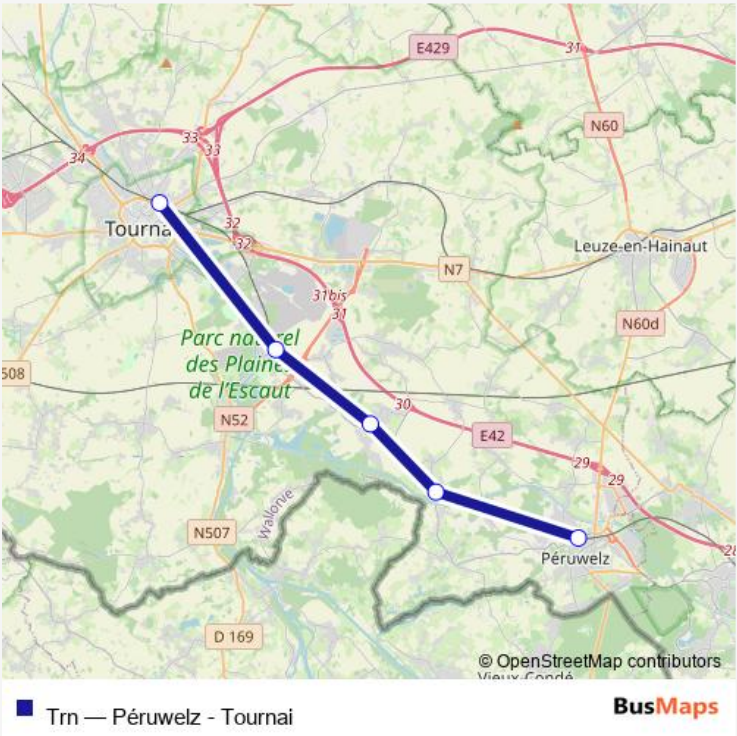 E429
31
N60
33
33
34
32
Tourna
32
Leuze-en-Hainaut
N7
31bis
31
N60d
Parc naturel
des Plaines
de l'Escaut
508
30
N52
E42
29
29
Wallonie
N507
28
Péruwelz
D 169
© OpenStreetMap contributors
Vieux-Condé
Trn — Péruwelz - Tournai
BusMaps